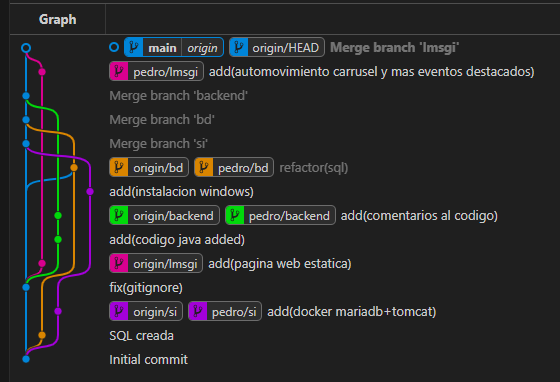 Graph
main origin origin/HEAD Merge branch 'lmsgi'
pedro/lmsgi add(automovimiento carrusel y mas eventos destacados)
Merge branch 'backend'
Merge branch 'bd'
Merge branch 'si'
origin/bd pedro/bd refactor(sql)
add(instalacion windows)
origin/backend pedro/backend add(comentarios al codigo)
add(codigo java added)
origin/lmsgi add(pagina web estatica)
fix(gitignore)
origin/si pedro/si add(docker mariadb+tomcat)
SQL creada
Initial commit